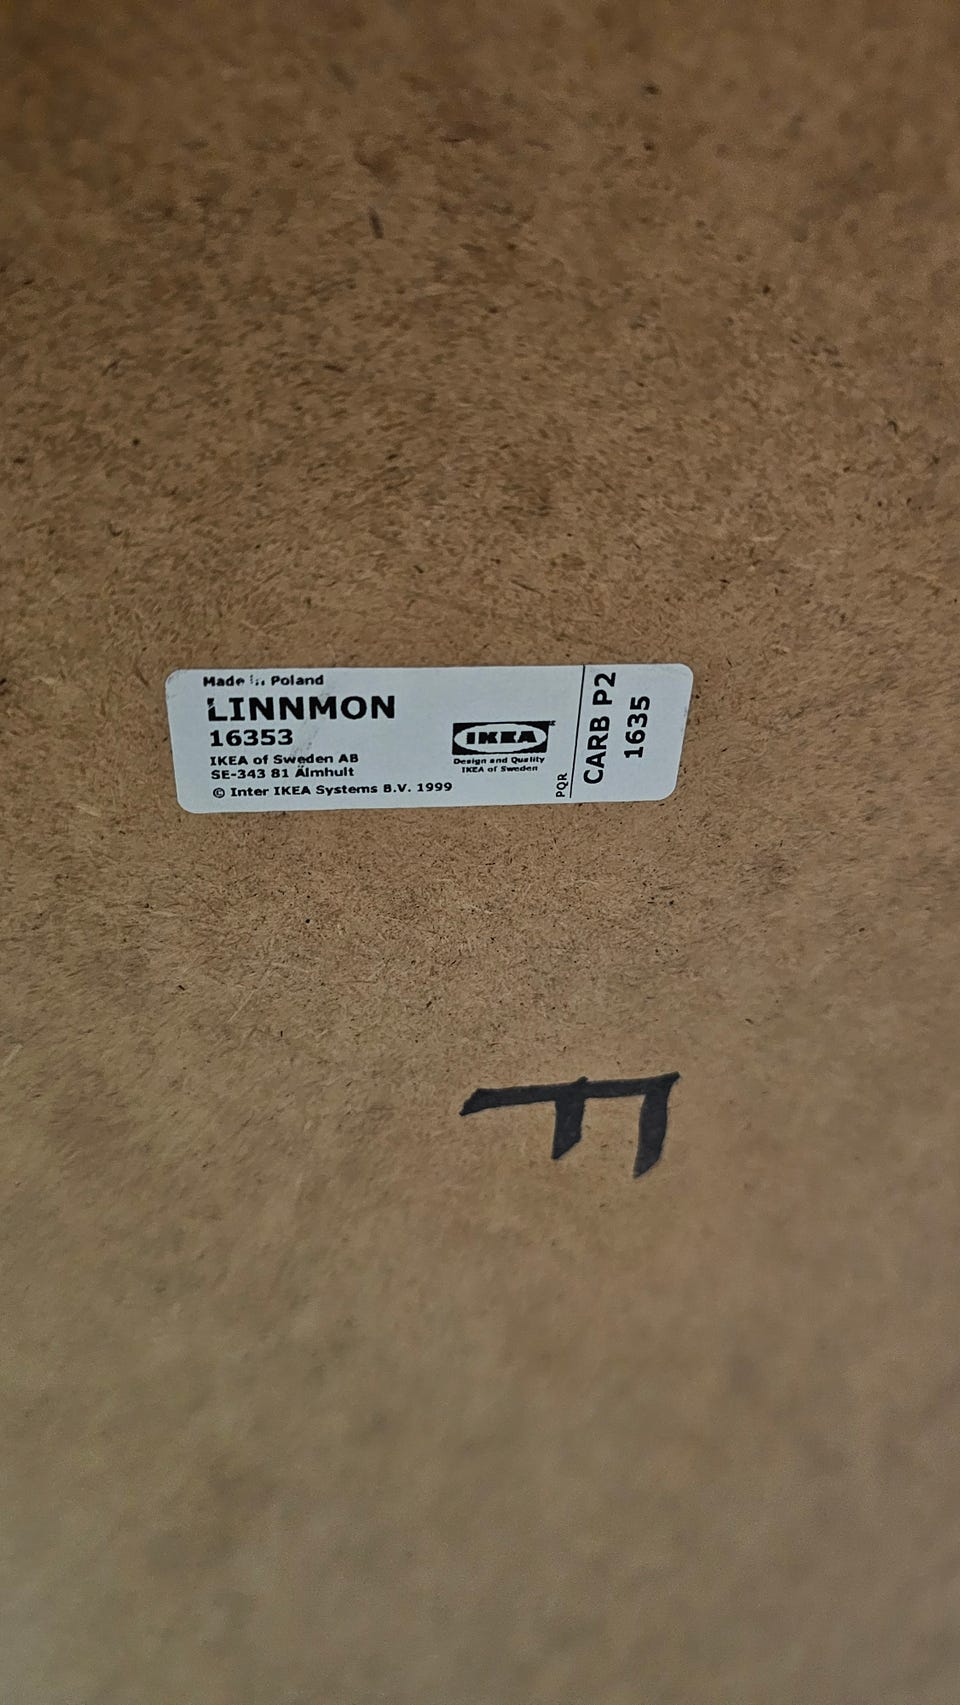 Made in Poland
LINNMON
16353
IKEA of Sweden AB
SE-343 81 Älmhult
© Inter IKEA Systems B.V. 1999
IKEA
Design and Quality
IKEA of Sweden
PQR
CARB P2
1635
F